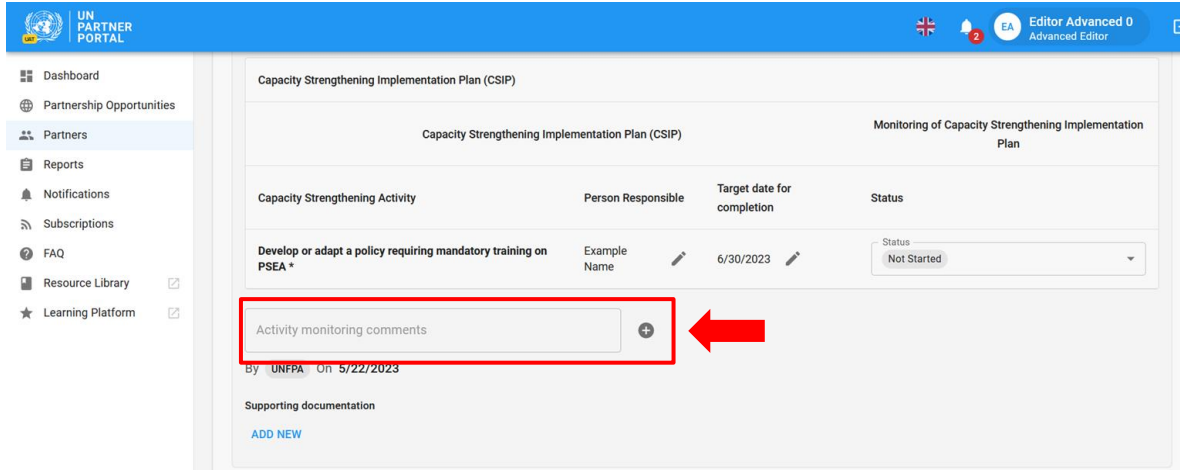 UN
PARTNER
PORTAL
UAT
2
EA
Editor Advanced 0
Advanced Editor
Dashboard
Partnership Opportunities
Partners
Reports
Notifications
Subscriptions
FAQ
Resource Library
Learning Platform
Capacity Strengthening Implementation Plan (CSIP)
Capacity Strengthening Implementation Plan (CSIP)
Monitoring of Capacity Strengthening Implementation
Plan
Capacity Strengthening Activity
Person Responsible
Target date for
completion
Status
Develop or adapt a policy requiring mandatory training on
PSEA *
Example
Name
6/30/2023
Status
Not Started
Activity monitoring comments
By UNFPA On 5/22/2023
Supporting documentation
ADD NEW